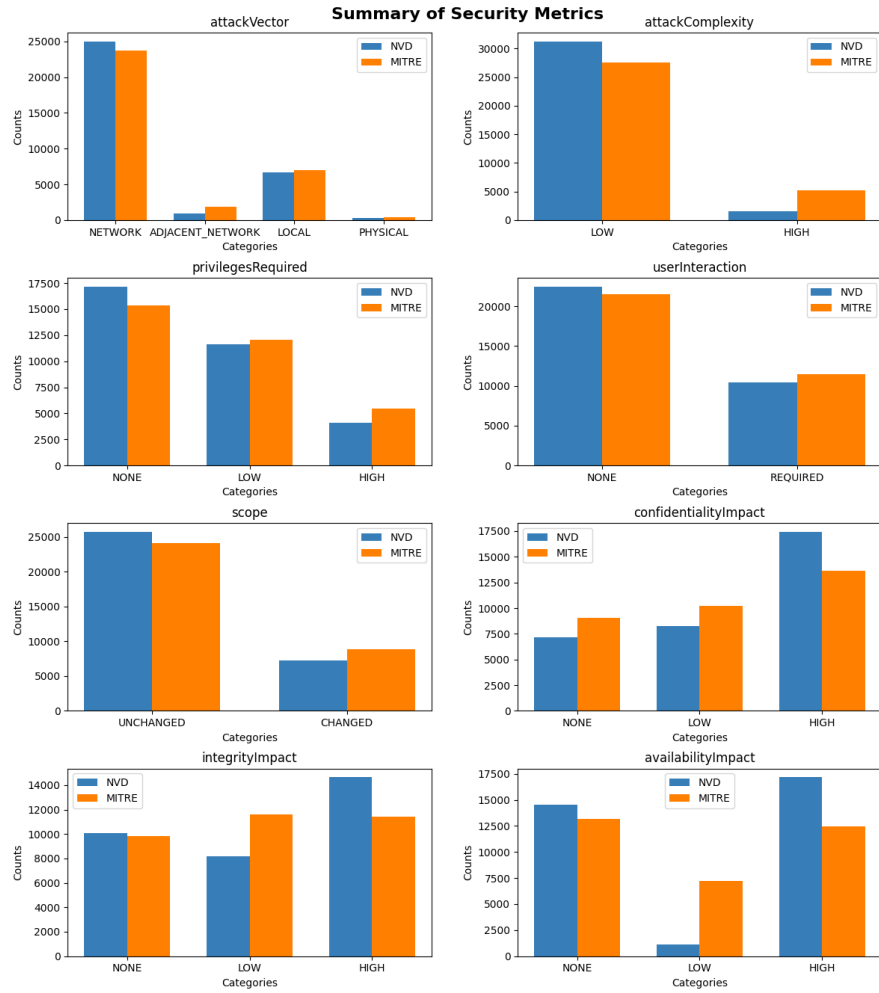 Summary of Security Metrics
attackVector
25000
20000
15000
10000
5000
0
Counts
NVD
MITRE
NETWORK ADJACENT_NETWORK LOCAL PHYSICAL
Categories
attackComplexity
30000
25000
20000
15000
10000
5000
0
Counts
NVD
MITRE
LOW HIGH
Categories
privilegesRequired
17500
15000
12500
10000
7500
5000
2500
0
Counts
NVD
MITRE
NONE LOW HIGH
Categories
userInteraction
20000
15000
10000
5000
0
Counts
NVD
MITRE
NONE REQUIRED
Categories
scope
25000
20000
15000
10000
5000
0
Counts
NVD
MITRE
UNCHANGED CHANGED
Categories
confidentialityImpact
17500
15000
12500
10000
7500
5000
2500
0
Counts
NVD
MITRE
NONE LOW HIGH
Categories
integrityImpact
14000
12000
10000
8000
6000
4000
2000
0
Counts
NVD
MITRE
NONE LOW HIGH
Categories
availabilityImpact
17500
15000
12500
10000
7500
5000
2500
0
Counts
NVD
MITRE
NONE LOW HIGH
Categories